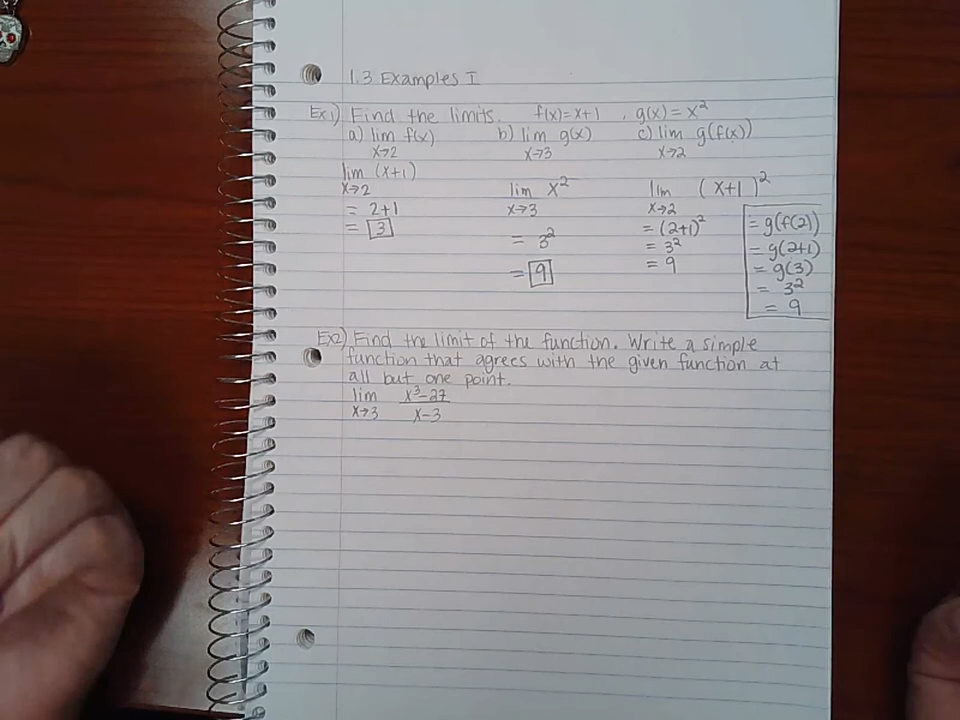 1.3 Examples I
Ex1) Find the limits. f(x)=x+1 , g(x)=x²
a) lim f(x) b) lim g(x) c) lim g(f(x))
x→2 x→3 x→2
lim (x+1)
x→2
= 2+1
= 3
lim x²
x→3
= 3²
= 9
lim (x+1)²
x→2
= (2+1)²
= 3²
= 9
= g(f(2))
= g(2+1)
= g(3)
= 3²
= 9
Ex2) Find the limit of the function. Write a simple
function that agrees with the given function at
all but one point.
lim x³-27
x→3 x-3